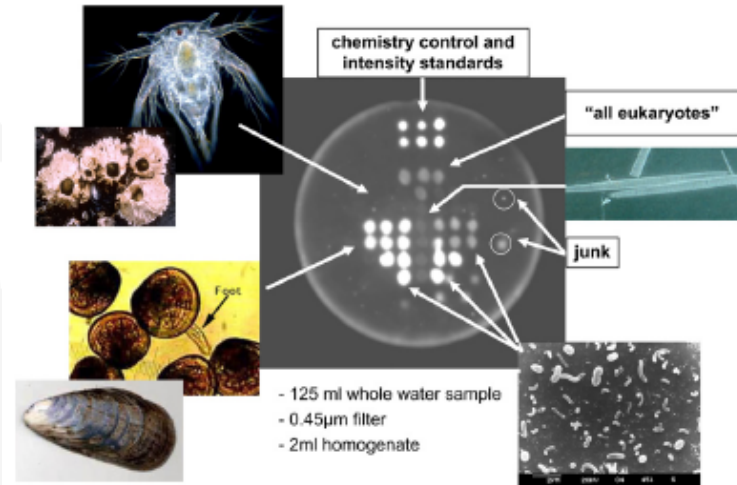 chemistry control and
intensity standards
“all eukaryotes”
junk
Foot
- 125 ml whole water sample
- 0.45µm filter
- 2ml homogenate